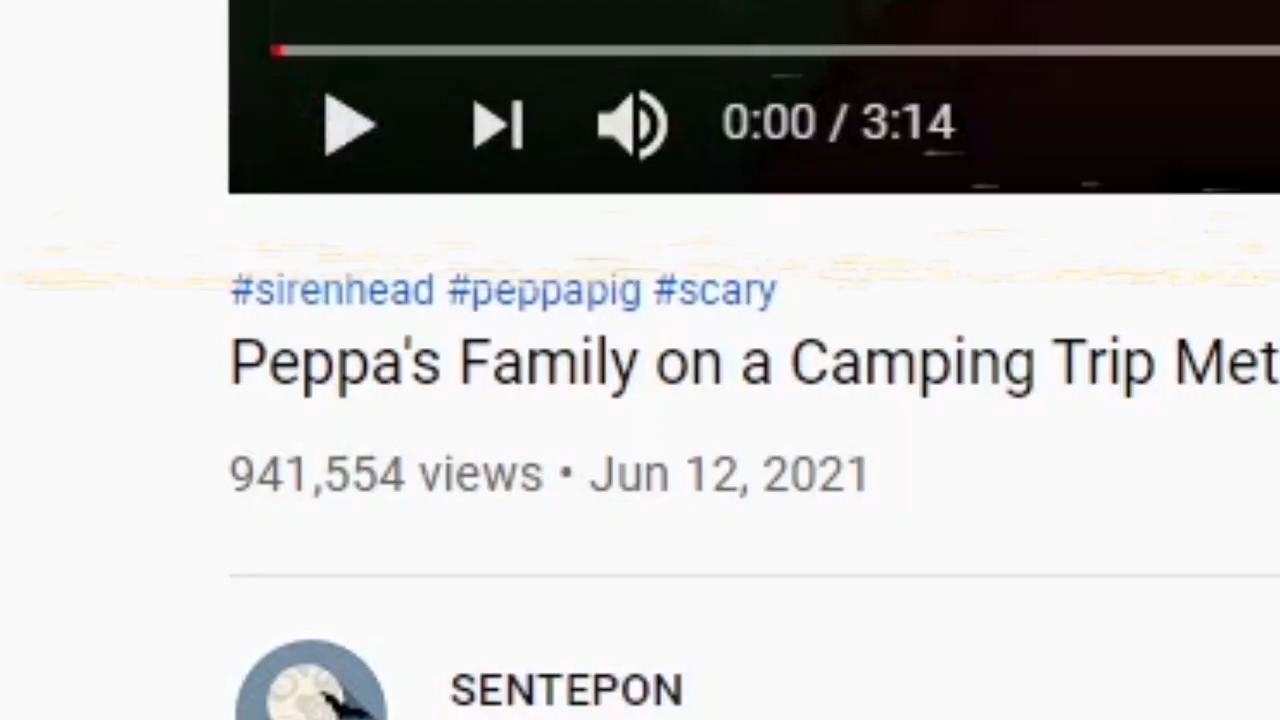 0:00 / 3:14
#sirenhead #peppapig #scary
Peppa's Family on a Camping Trip Met
941,554 views • Jun 12, 2021
SENTEPON